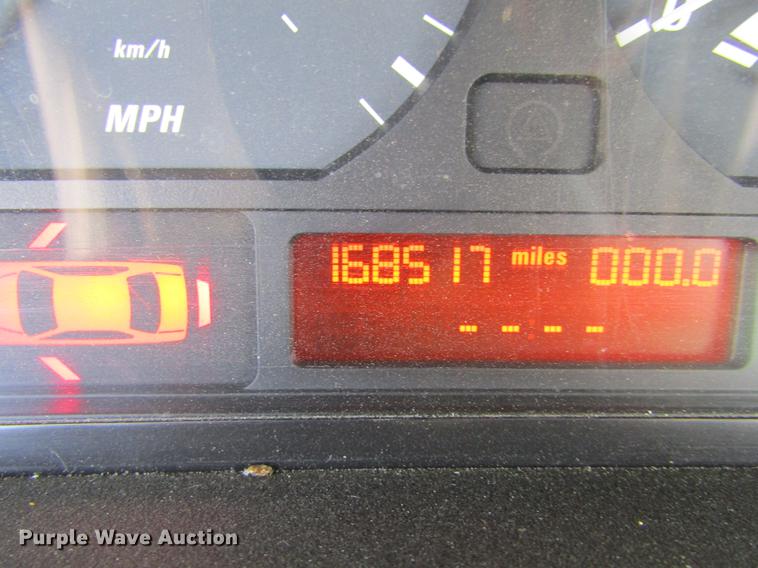 km/h
MPH
168517 miles 000.0
- - - -
Purple Wave Auction